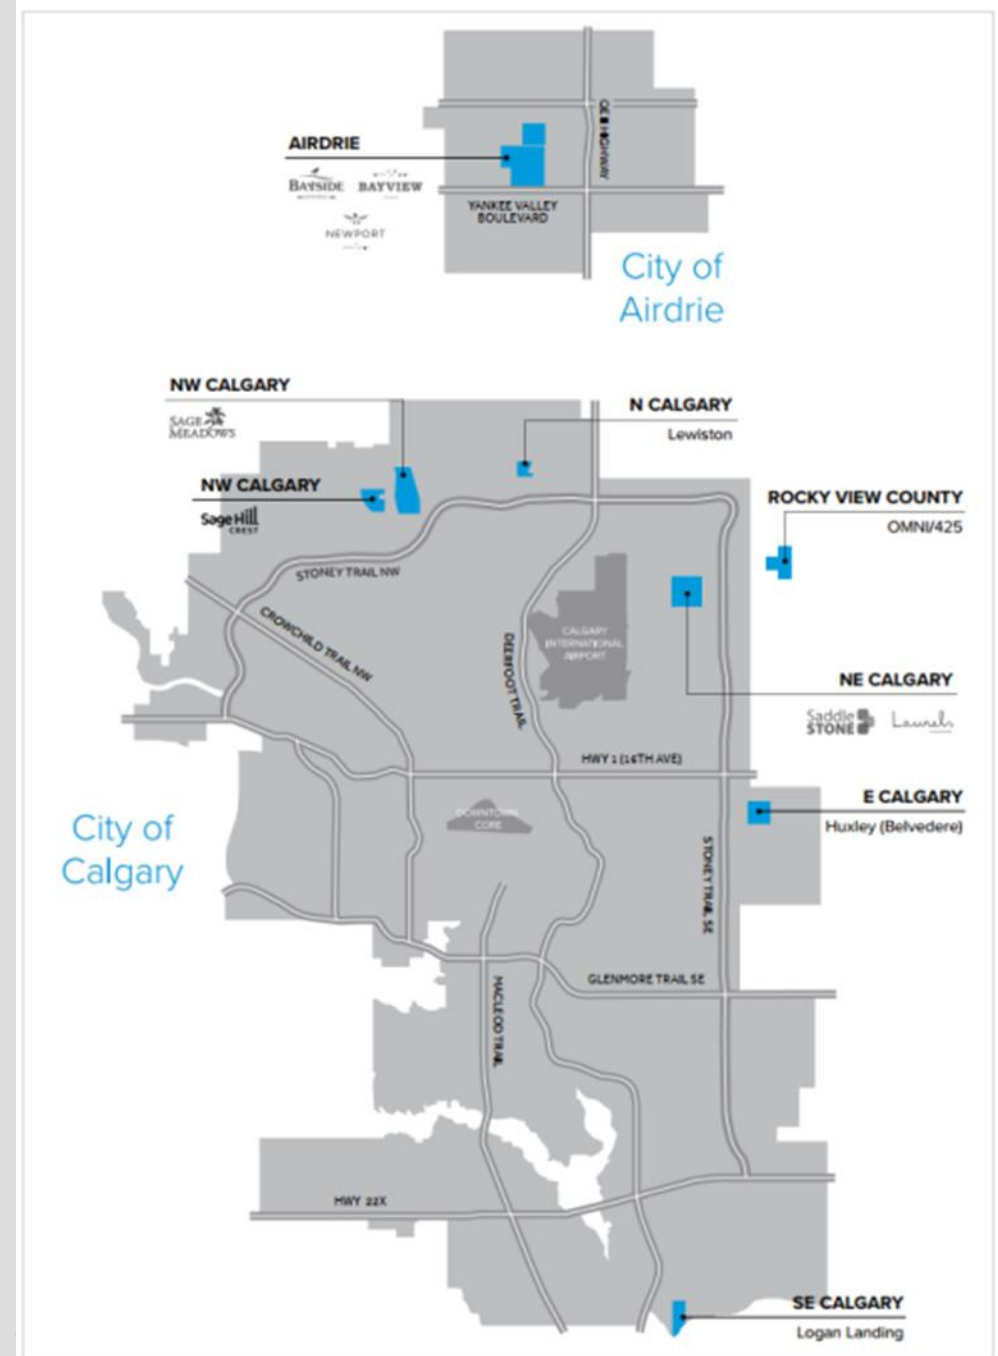 AIRDRIE
BAYSIDE BAYVIEW
NEWPORT
QE II HIGHWAY
YANKEE VALLEY
BOULEVARD
City of
Airdrie
NW CALGARY
SAGE
MEADOWS
N CALGARY
Lewiston
NW CALGARY
SageHill
CREST
ROCKY VIEW COUNTY
OMNI/425
STONEY TRAIL NW
CROWCHILD TRAIL NW
DEERFOOT TRAIL
CALGARY
INTERNATIONAL
AIRPORT
NE CALGARY
Saddle
STONE
Laurels
HWY 1 (16TH AVE)
E CALGARY
Huxley (Belvedere)
DOWNTOWN
CORE
City of
Calgary
STONEY TRAIL SE
GLENMORE TRAIL SE
MACLEOD TRAIL
HWY 22X
SE CALGARY
Logan Landing